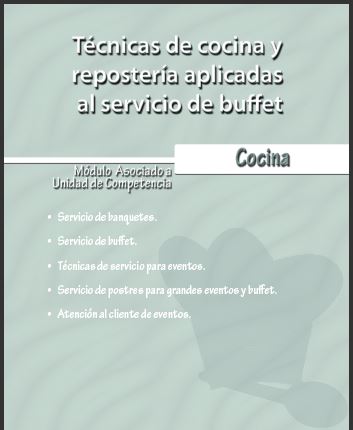 Técnicas de cocina y
repostería aplicadas
al servicio de buffet
Cocina
Módulo Asociado a
Unidad de Competencia
• Servicio de banquetes.
• Servicio de buffet.
• Técnicas de servicio para eventos.
• Servicio de postres para grandes eventos y buffet.
• Atención al cliente de eventos.